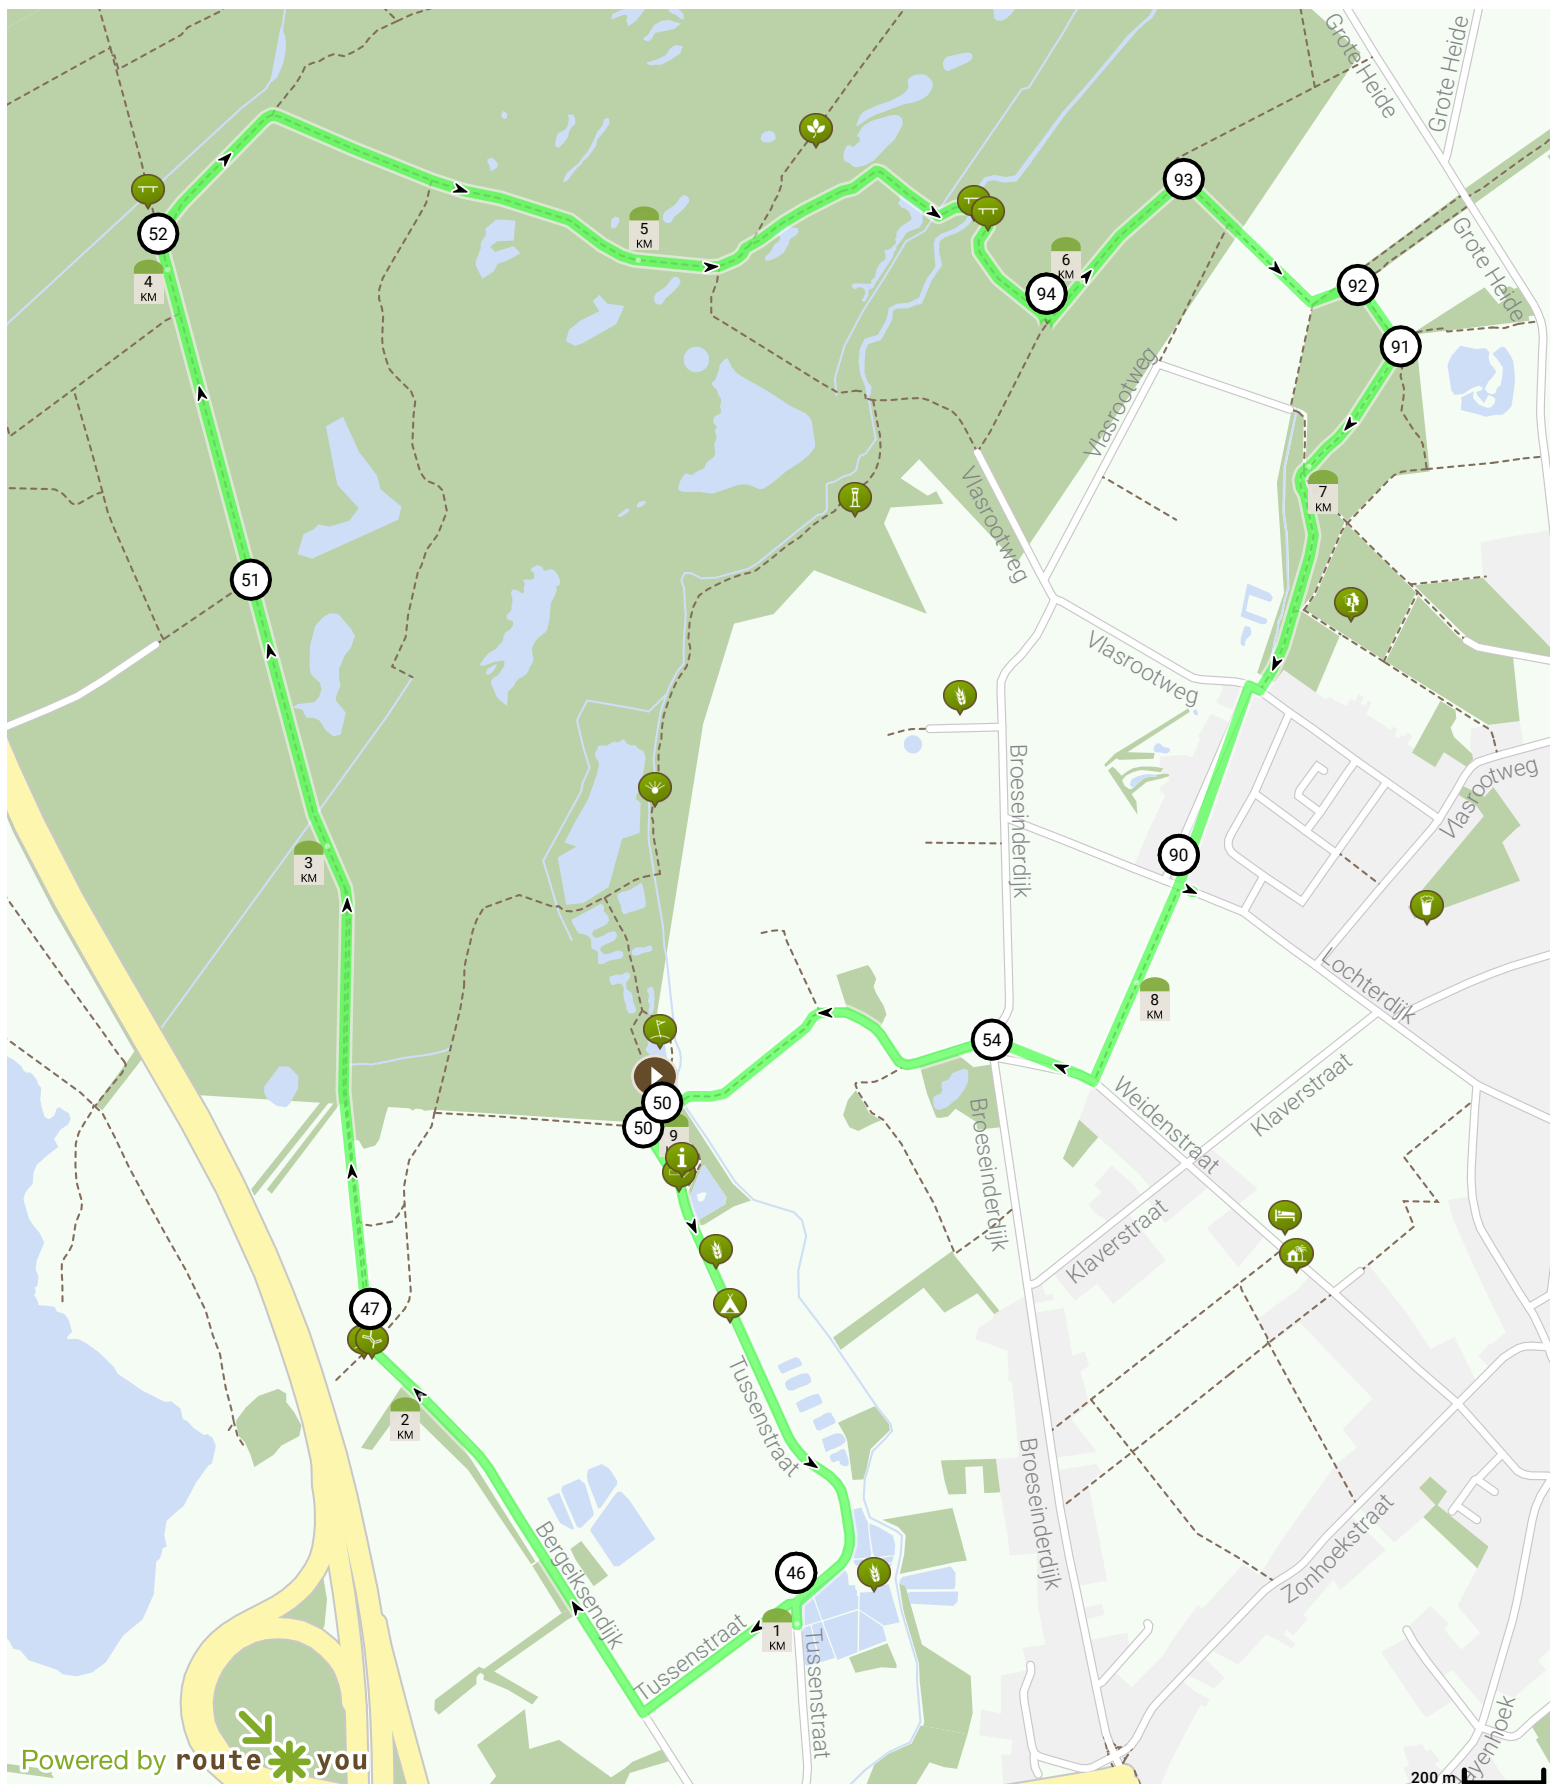 Grote Heide
Grote Heide
93
52
5
KM
Grote Heide
6
KM
4
KM
94
92
91
Vlasrootweg
7
KM
Vlasrootweg
51
Vlasrootweg
Broeseinderdijk
Vlasrootweg
3
KM
90
Lochterdijk
8
KM
54
Klaverstraat
Weidenstraat
50
50
9
Broeseinderdijk
Klaverstraat
47
2
KM
Tussenstraat
Broeseinderdijk
Zonhoekstraat
Bergeiksendijk
46
1
KM
Tussenstraat
Tussenstraat
Powered by route you
200 m